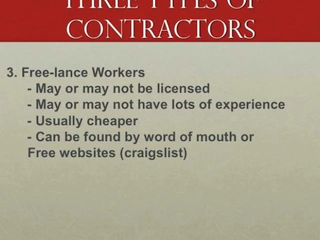 THREE TYPES OF
CONTRACTORS
3. Free-lance Workers
- May or may not be licensed
- May or may not have lots of experience
- Usually cheaper
- Can be found by word of mouth or
Free websites (craigslist)